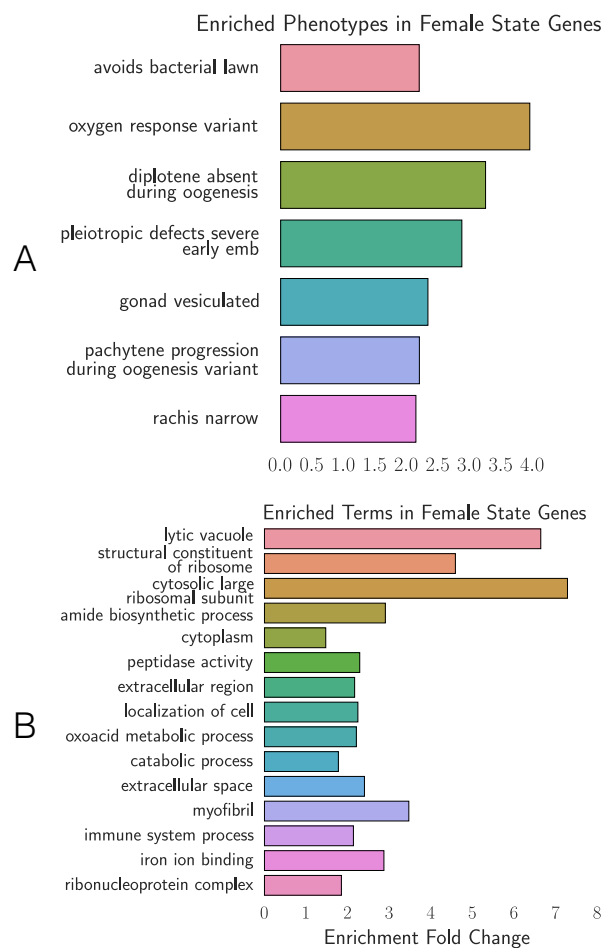 Enriched Phenotypes in Female State Genes
avoids bacterial lawn
oxygen response variant
diplotene absent
during oogenesis
A
pleiotropic defects severe
early emb
gonad vesiculated
pachytene progression
during oogenesis variant
rachis narrow
0.0 0.5 1.0 1.5 2.0 2.5 3.0 3.5 4.0
Enriched Terms in Female State Genes
lytic vacuole
structural constituent
of ribosome
cytosolic large
ribosomal subunit
amide biosynthetic process
cytoplasm
peptidase activity
extracellular region
localization of cell
B
oxoacid metabolic process
catabolic process
extracellular space
myofibril
immune system process
iron ion binding
ribonucleoprotein complex
0 1 2 3 4 5 6 7 8
Enrichment Fold Change